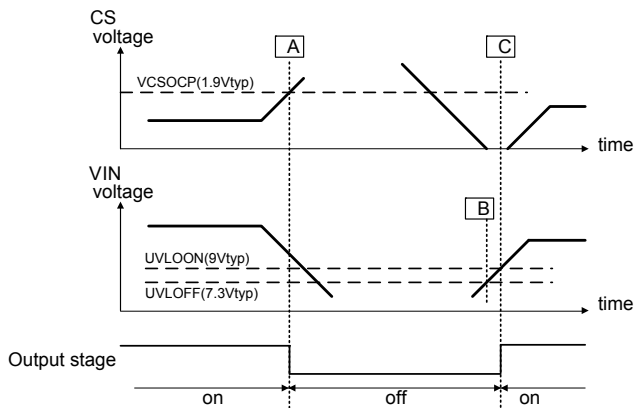 CS
voltage
A
C
VCSOCP(1.9Vtyp)
time
VIN
voltage
B
UVLOON(9Vtyp)
UVLOFF(7.3Vtyp)
time
Output stage
on
off
on